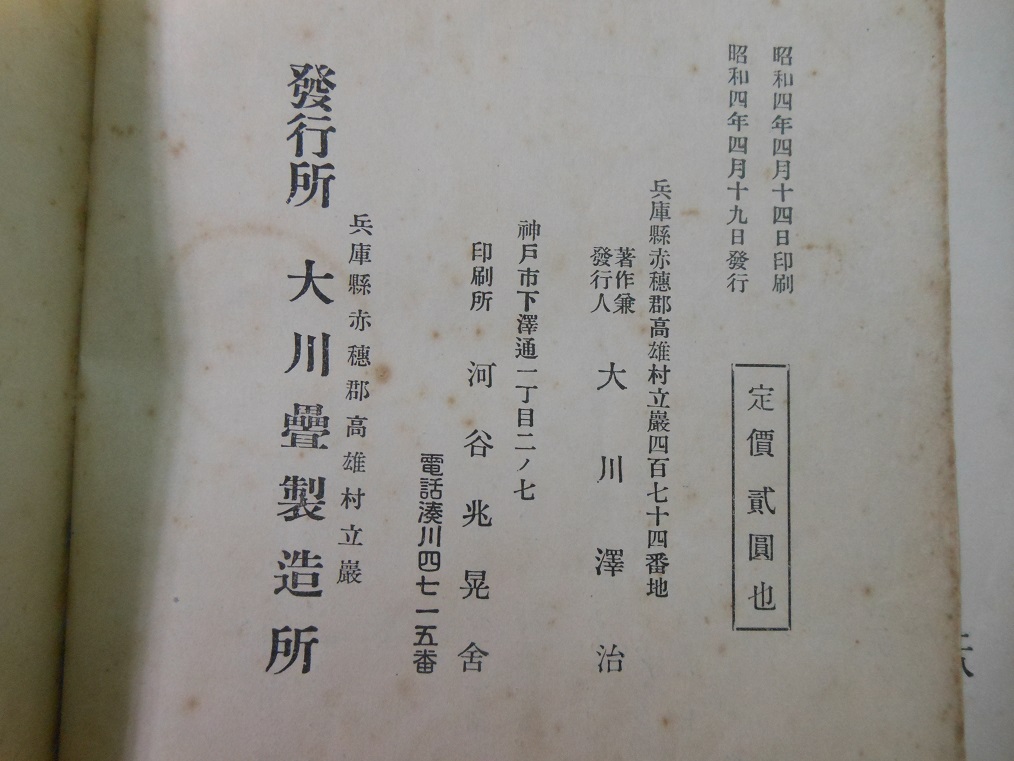 昭和四年四月十四日印刷
昭和四年四月十九日發行
定價貳圓也
兵庫縣赤穗郡高雄村立巖四百七十四番地
著作兼
發行人
大川澤治
神戸市下澤通一丁目二ノ七
印刷所 河谷兆晃舍
電話湊川四七一五番
兵庫縣赤穗郡高雄村立巖
發行所 大川疊製造所